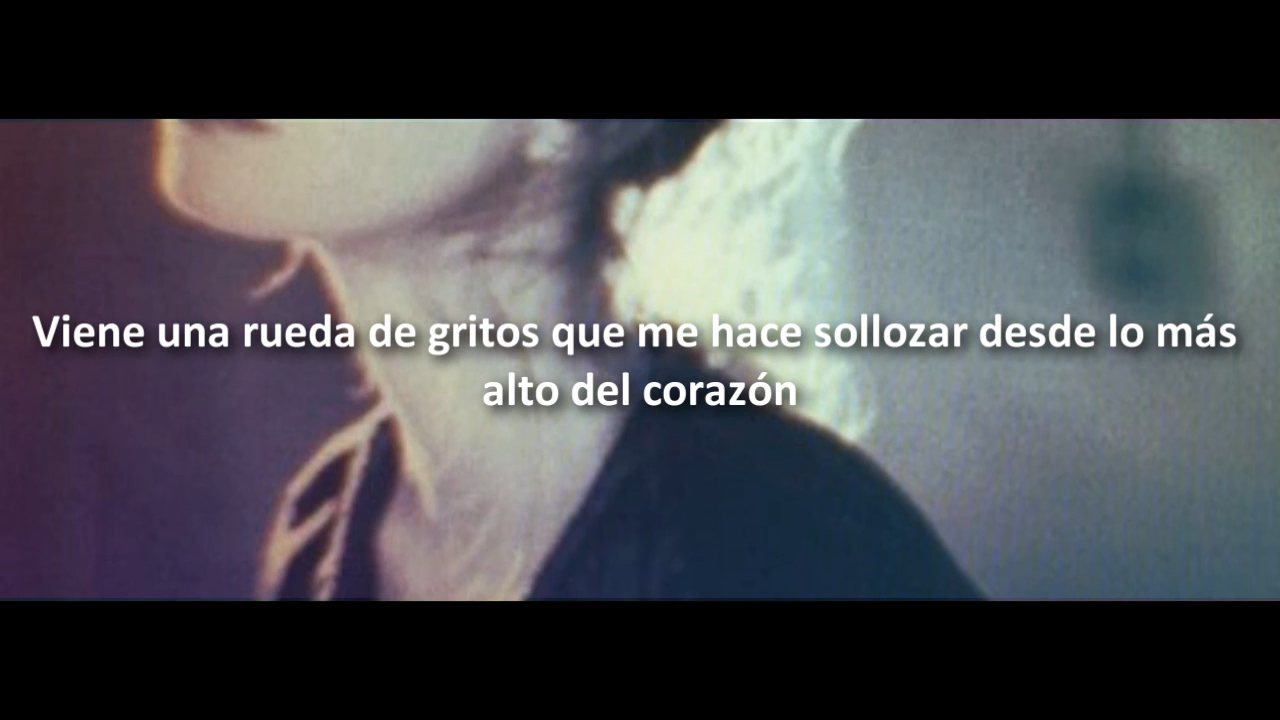 Viene una rueda de gritos que me hace sollozar desde lo más
alto del corazón